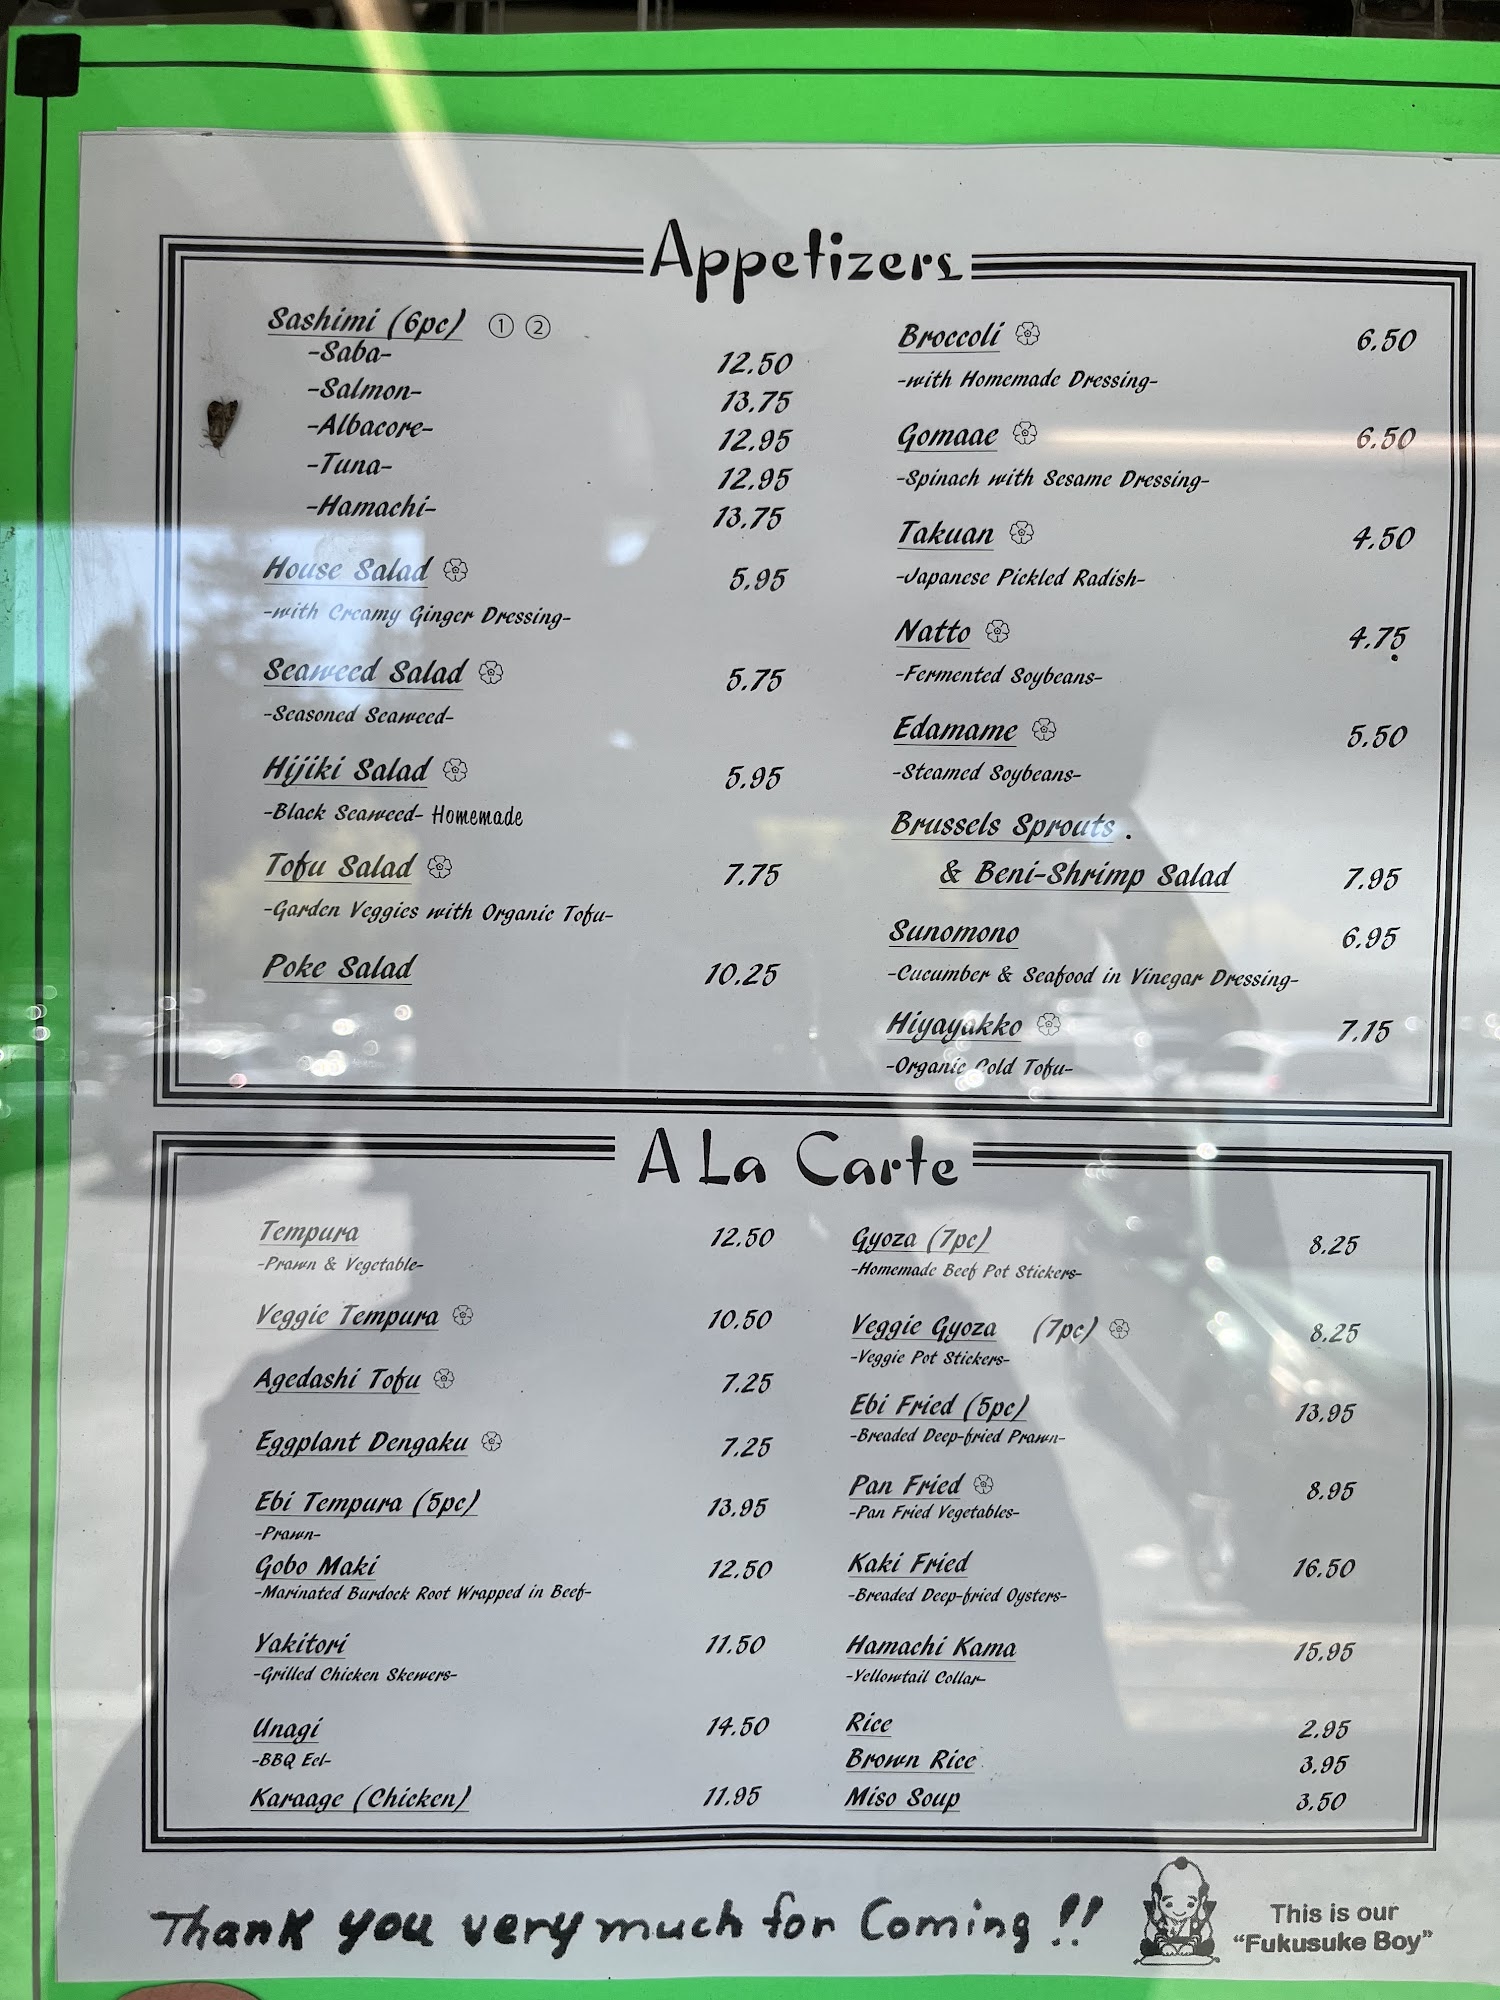 Appetizers
Sashimi (6pc) ① ②
-Saba- 12.50
-Salmon- 13.75
-Albacore- 12.95
-Tuna- 12.95
-Hamachi- 13.75
House Salad 5.95
-with Creamy Ginger Dressing-
Seaweed Salad 5.75
-Seasoned Seaweed-
Hijiki Salad 5.95
-Black Seaweed- Homemade
Tofu Salad 7.75
-Garden Veggies with Organic Tofu-
Poke Salad 10.25
Broccoli 6.50
-with Homemade Dressing-
Gomaae 6.50
-Spinach with Sesame Dressing-
Takuan 4.50
-Japanese Pickled Radish-
Natto 4.75
-Fermented Soybeans-
Edamame 5.50
-Steamed Soybeans-
Brussels Sprouts .
& Beni-Shrimp Salad 7.95
Sunomono 6.95
-Cucumber & Seafood in Vinegar Dressing-
Hiyayakko 7.15
-Organic Cold Tofu-
A La Carte
Tempura 12.50
-Prawn & Vegetable-
Veggie Tempura 10.50
Agedashi Tofu 7.25
Eggplant Dengaku 7.25
Ebi Tempura (5pc) 13.95
-Prawn-
Gobo Maki 12.50
-Marinated Burdock Root Wrapped in Beef-
Yakitori 11.50
-Grilled Chicken Skewers-
Unagi 14.50
-BBQ Eel-
Karaage (Chicken) 11.95
Gyoza (7pc) 8.25
-Homemade Beef Pot Stickers-
Veggie Gyoza (7pc) 8.25
-Veggie Pot Stickers-
Ebi Fried (5pc) 13.95
-Breaded Deep-fried Prawn-
Pan Fried 8.95
-Pan Fried Vegetables-
Kaki Fried 16.50
-Breaded Deep-fried Oysters-
Hamachi Kama 15.95
-Yellowtail Collar-
Rice 2.95
Brown Rice 3.95
Miso Soup 3.50
Thank you very much for Coming !!
This is our
"Fukusuke Boy"